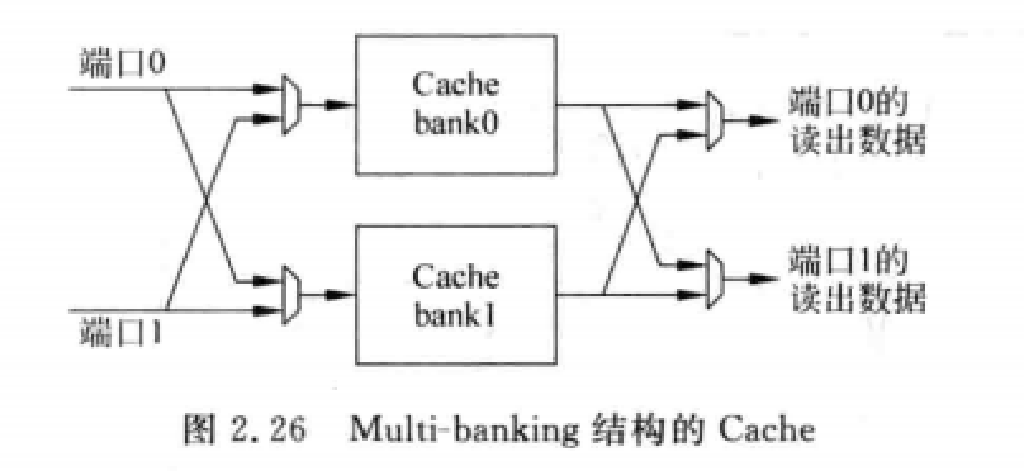 端口0
Cache
bank0
端口0的
读出数据
端口1
Cache
bank1
端口1的
读出数据
图 2.26 Multi-banking 结构的 Cache